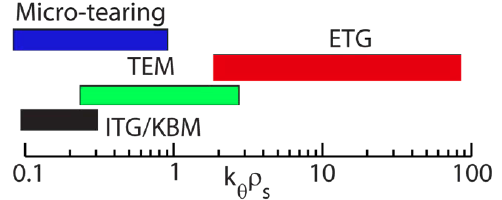 Micro-tearing
ETG
TEM
ITG/KBM
0.1 1 10 100
kθρs